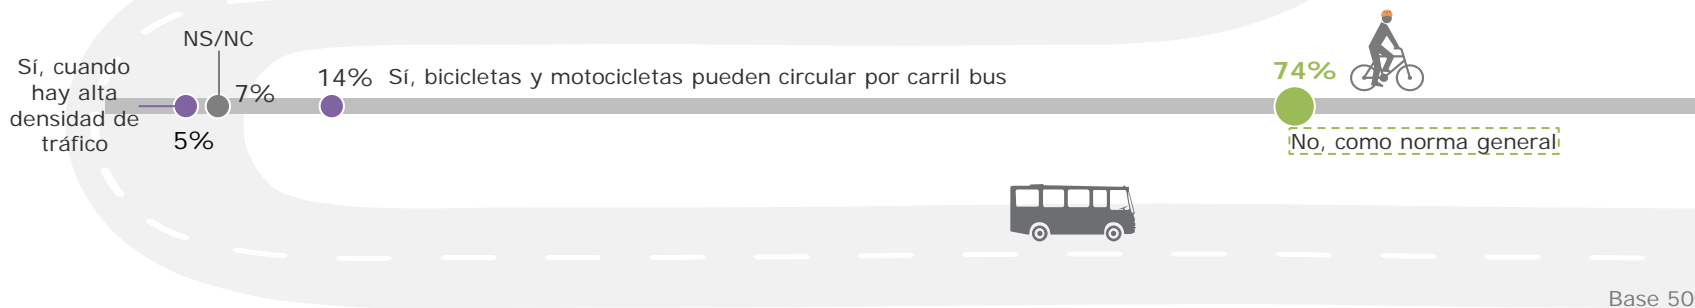 Sí, cuando
hay alta
densidad de
tráfico
5%
NS/NC
7%
14% Sí, bicicletas y motocicletas pueden circular por carril bus
74%
No, como norma general
Base 50